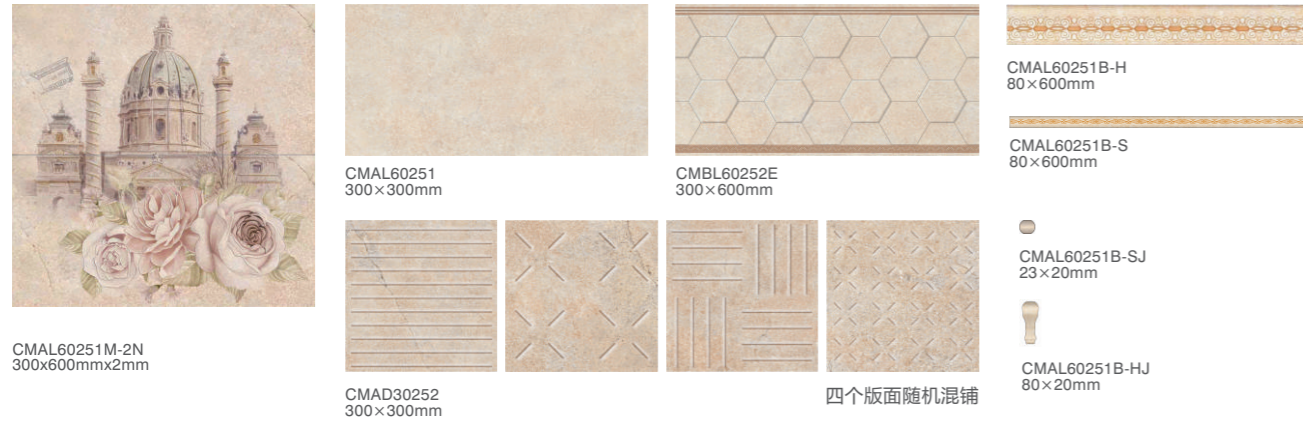 CMAL60251M-2N
300x600mmx2mm
CMAL60251
300×300mm
CMBL60252E
300×600mm
CMAD30252
300×300mm
四个版面随机混铺
CMAL60251B-H
80×600mm
CMAL60251B-S
80×600mm
CMAL60251B-SJ
23×20mm
CMAL60251B-HJ
80×20mm